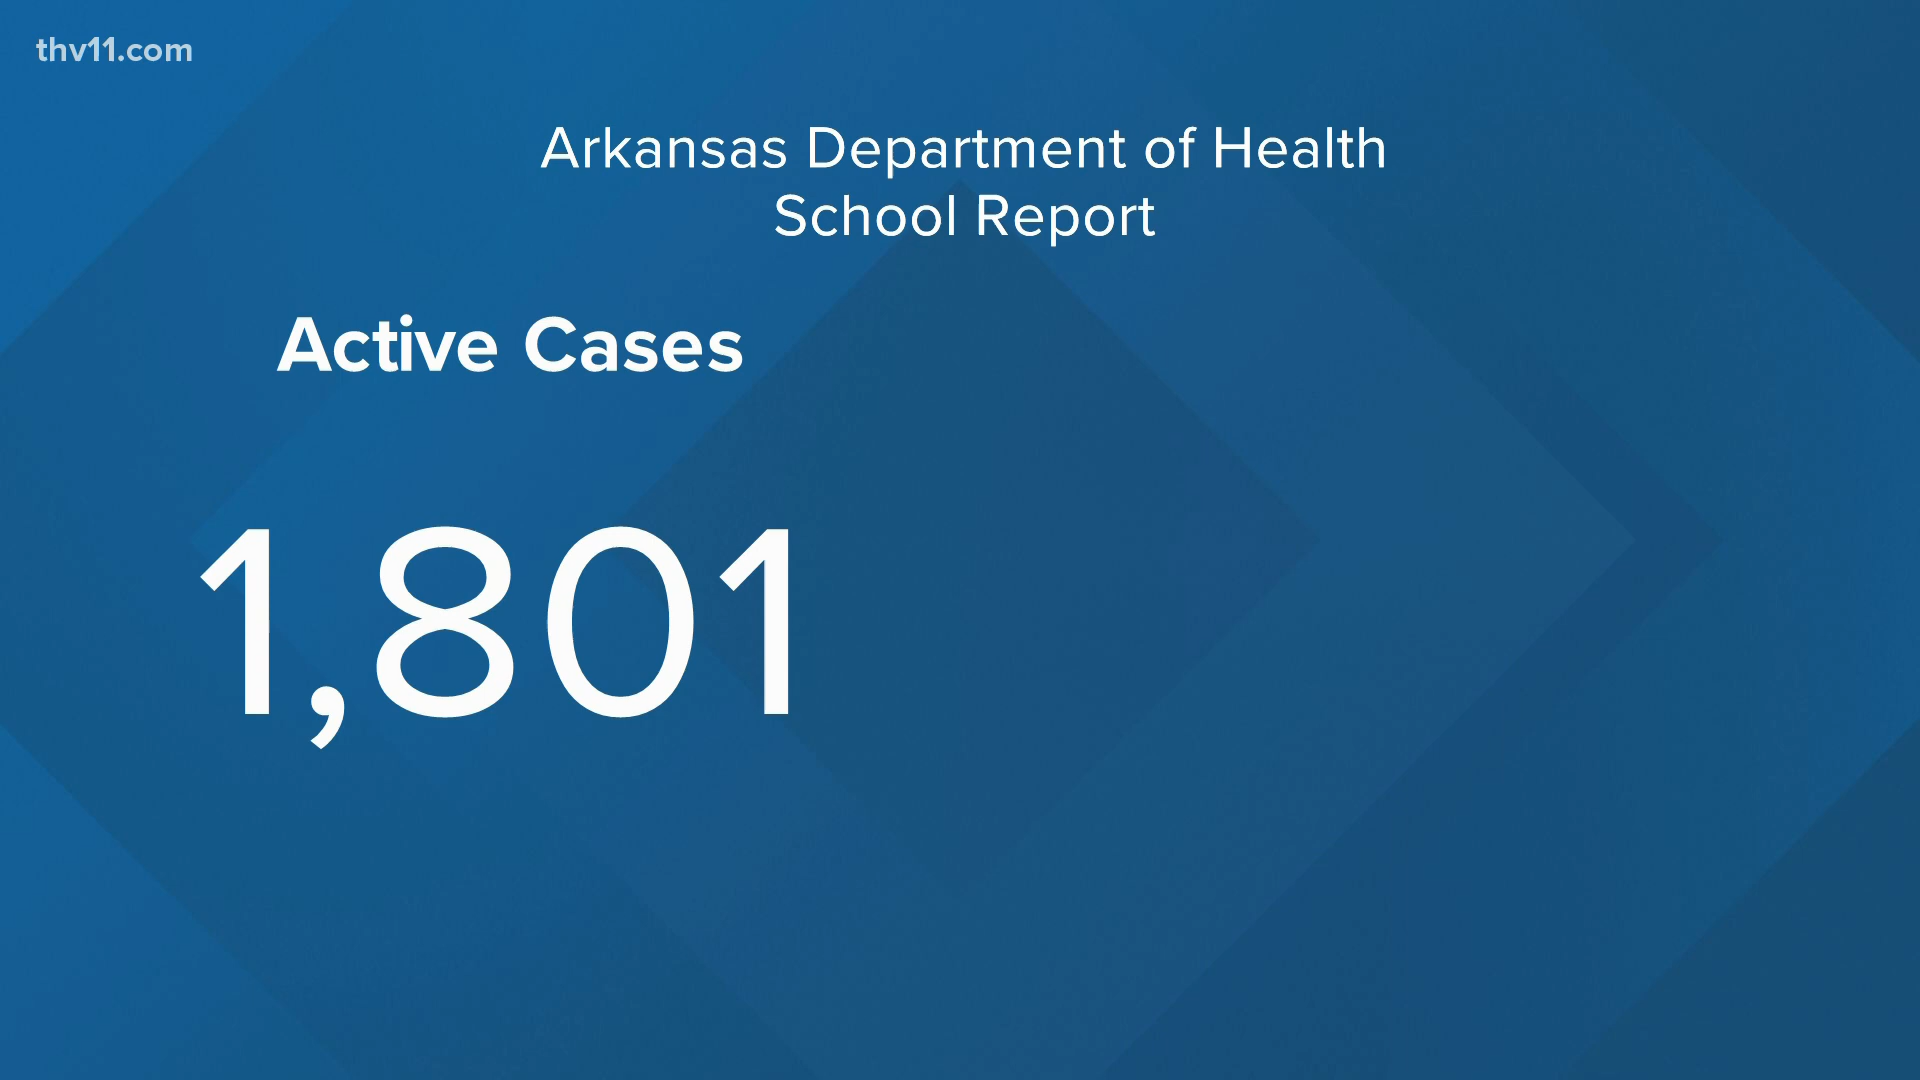 thv11.com
Arkansas Department of Health
School Report
Active Cases
1,801